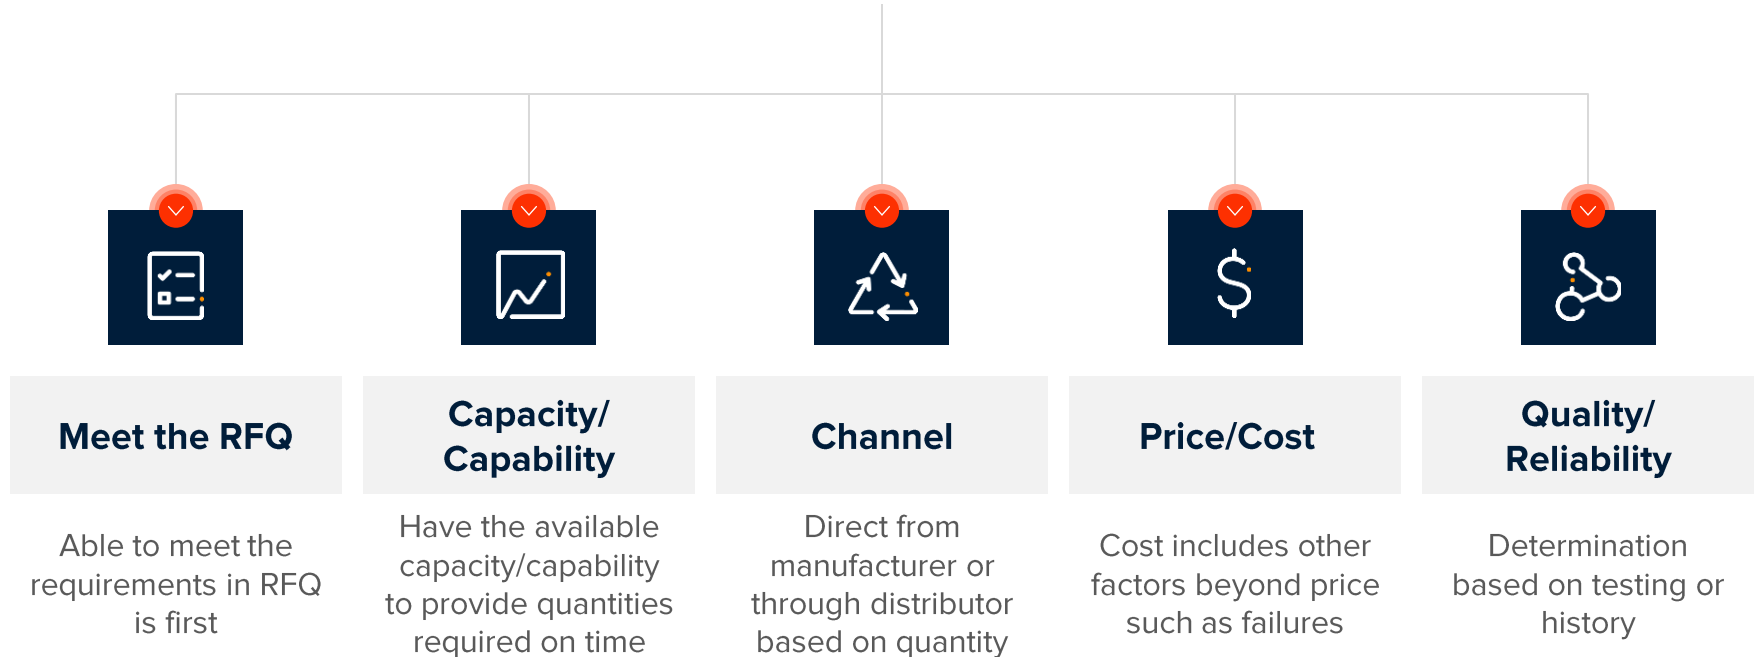 Meet the RFQ
Able to meet the
requirements in RFQ
is first
Capacity/
Capability
Have the available
capacity/capability
to provide quantities
required on time
Channel
Direct from
manufacturer or
through distributor
based on quantity
Price/Cost
Cost includes other
factors beyond price
such as failures
Quality/
Reliability
Determination
based on testing or
history